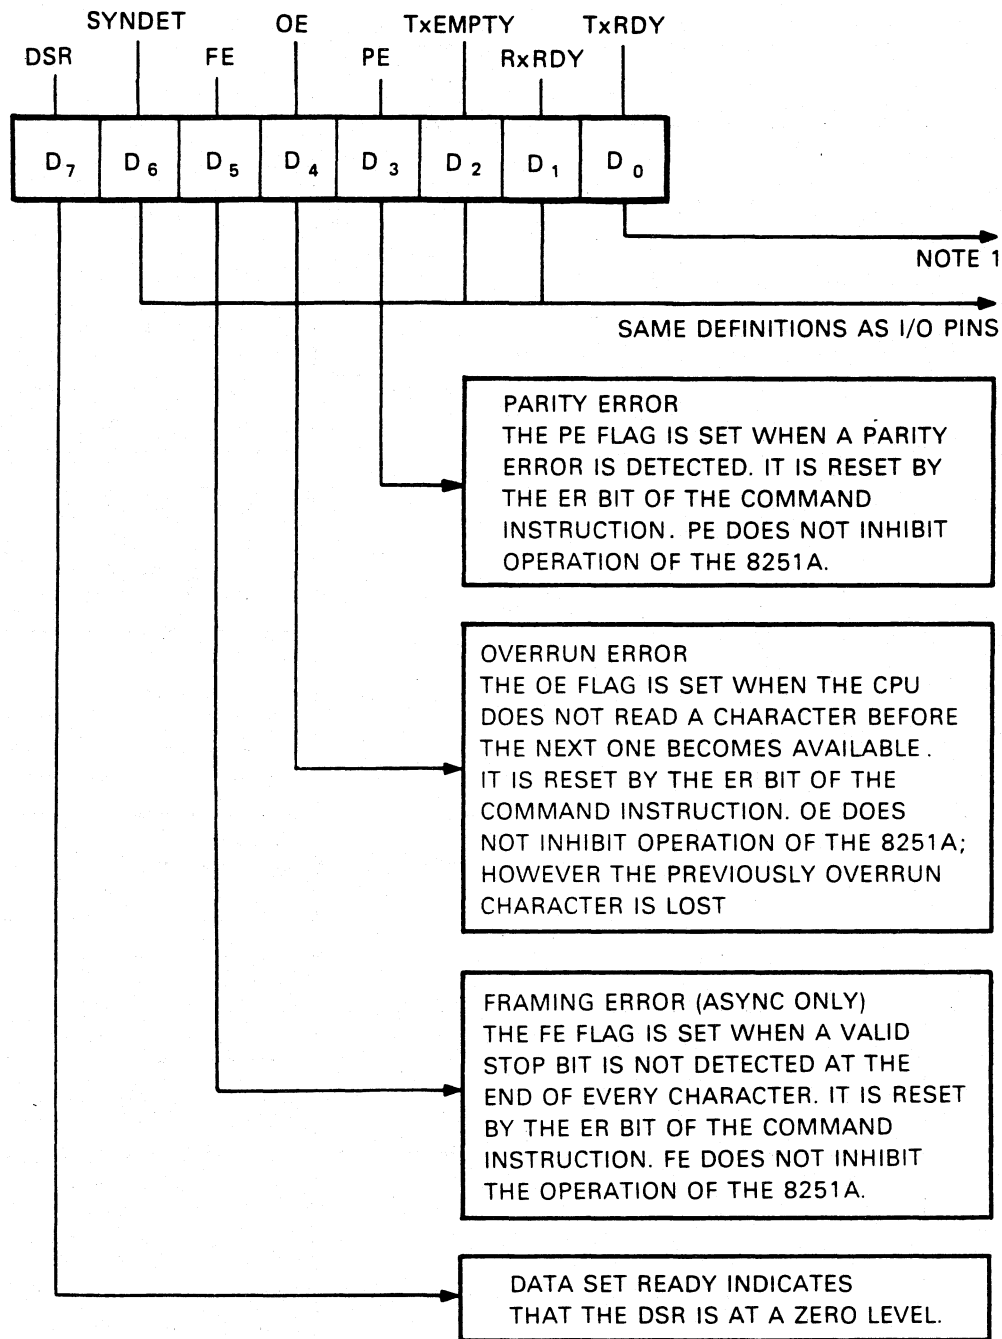 SYNDET OE TxEMPTY TxRDY
DSR FE PE RxRDY
D7 D6 D5 D4 D3 D2 D1 D0
NOTE 1
SAME DEFINITIONS AS I/O PINS
PARITY ERROR
THE PE FLAG IS SET WHEN A PARITY
ERROR IS DETECTED. IT IS RESET BY
THE ER BIT OF THE COMMAND
INSTRUCTION. PE DOES NOT INHIBIT
OPERATION OF THE 8251A.
OVERRUN ERROR
THE OE FLAG IS SET WHEN THE CPU
DOES NOT READ A CHARACTER BEFORE
THE NEXT ONE BECOMES AVAILABLE.
IT IS RESET BY THE ER BIT OF THE
COMMAND INSTRUCTION. OE DOES
NOT INHIBIT OPERATION OF THE 8251A;
HOWEVER THE PREVIOUSLY OVERRUN
CHARACTER IS LOST
FRAMING ERROR (ASYNC ONLY)
THE FE FLAG IS SET WHEN A VALID
STOP BIT IS NOT DETECTED AT THE
END OF EVERY CHARACTER. IT IS RESET
BY THE ER BIT OF THE COMMAND
INSTRUCTION. FE DOES NOT INHIBIT
THE OPERATION OF THE 8251A.
DATA SET READY INDICATES
THAT THE DSR IS AT A ZERO LEVEL.